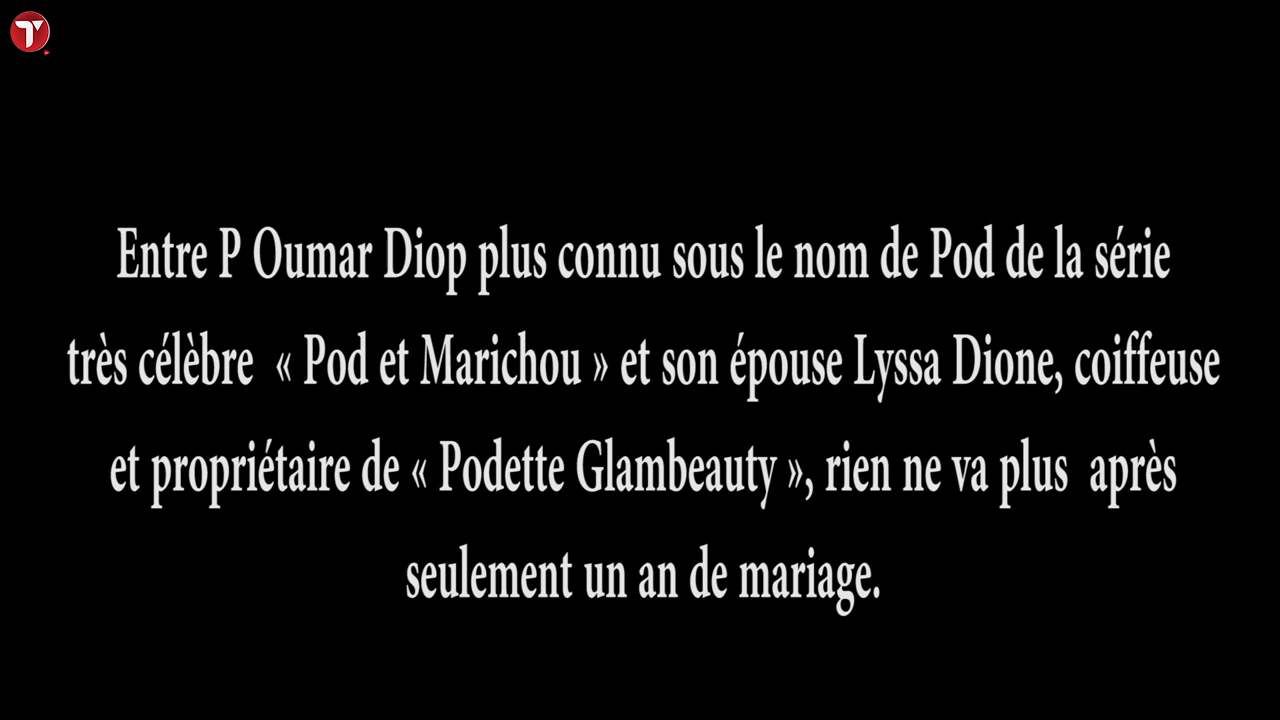 T
Entre P Oumar Diop plus connu sous le nom de Pod de la série
très célèbre « Pod et Marichou » et son épouse Lyssa Dione, coiffeuse
et propriétaire de « Podette Glambeauty », rien ne va plus après
seulement un an de mariage.